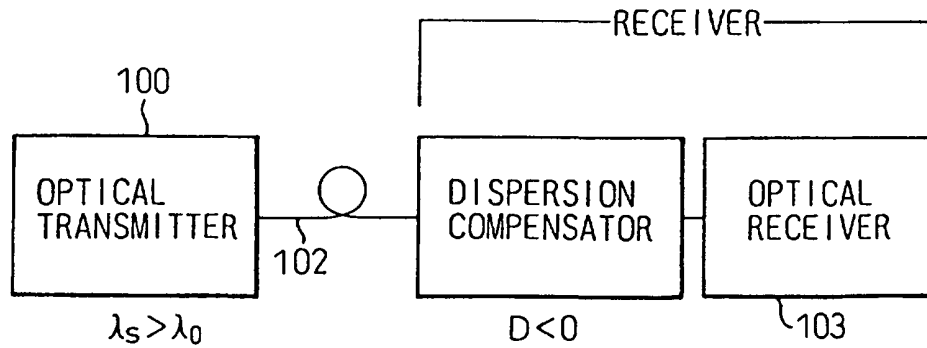 RECEIVER
100
OPTICAL
TRANSMITTER
102
DISPERSION
COMPENSATOR
OPTICAL
RECEIVER
103
λS>λ0
D<0